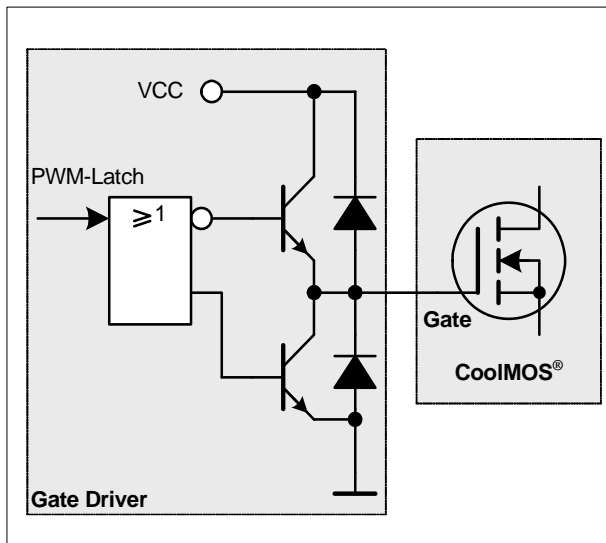 VCC
PWM-Latch
≥1
Gate
CoolMOS®
Gate Driver